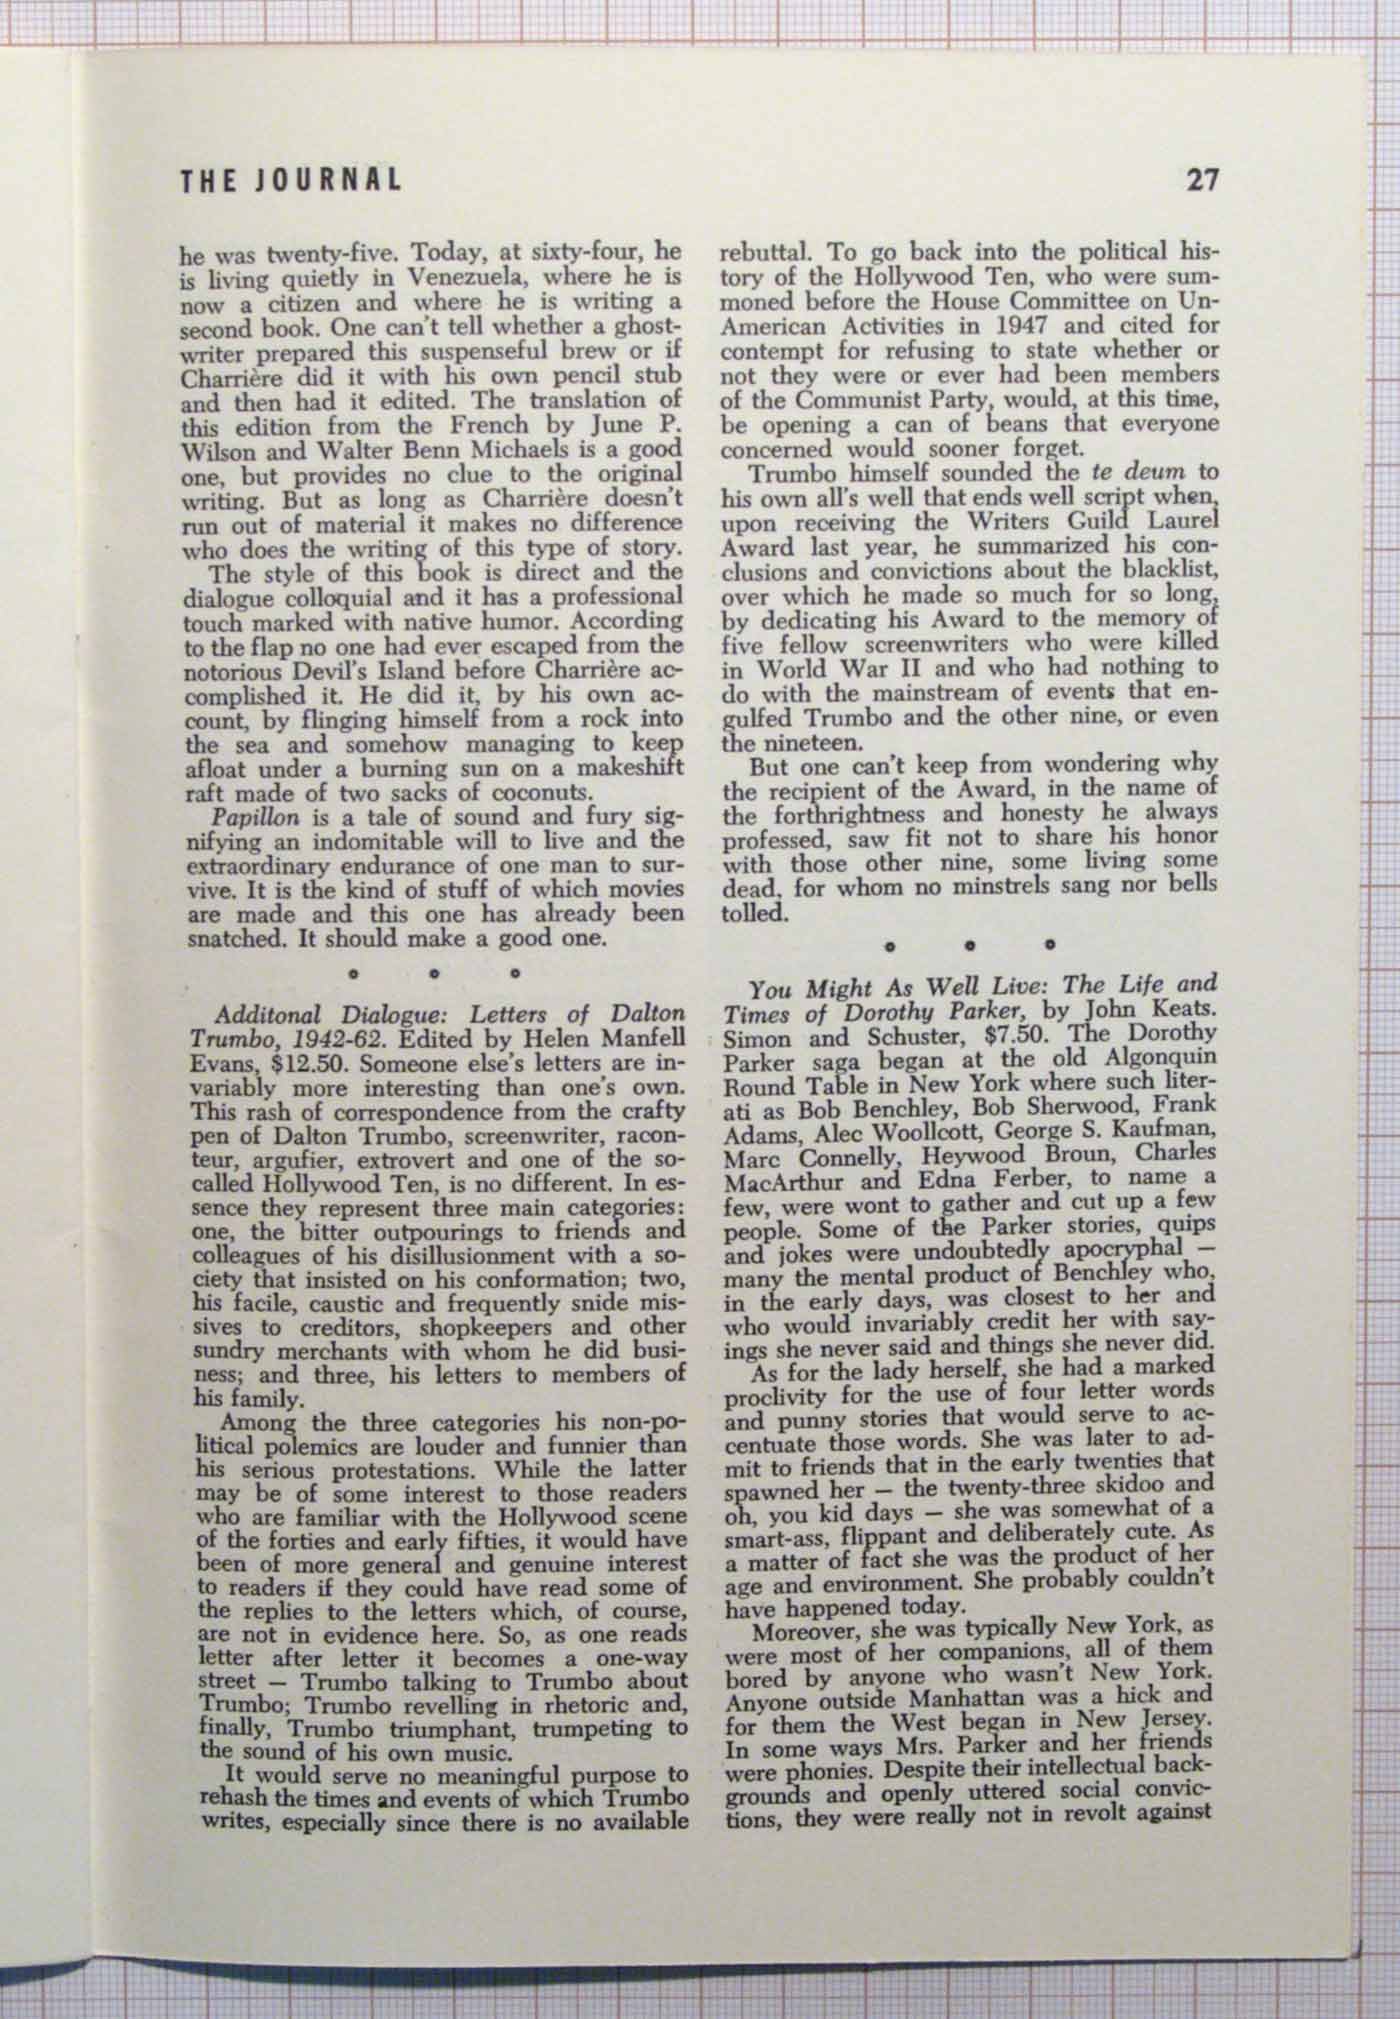 THE JOURNAL
27
he was twenty-five. Today, at sixty-four, he
is living quietly in Venezuela, where he is
now a citizen and where he is writing a
second book. One can't tell whether a ghost-
writer prepared this suspenseful brew or if
Charrière did it with his own pencil stub
and then had it edited. The translation of
this edition from the French by June P.
Wilson and Walter Benn Michaels is a good
one, but provides no clue to the original
writing. But as long as Charrière doesn't
run out of material it makes no difference
who does the writing of this type of story.
The style of this book is direct and the
dialogue colloquial and it has a professional
touch marked with native humor. According
to the flap no one had ever escaped from the
notorious Devil's Island before Charrière ac-
complished it. He did it, by his own ac-
count, by flinging himself from a rock into
the sea and somehow managing to keep
afloat under a burning sun on a makeshift
raft made of two sacks of coconuts.
Papillon is a tale of sound and fury sig-
nifying an indomitable will to live and the
extraordinary endurance of one man to sur-
vive. It is the kind of stuff of which movies
are made and this one has already been
snatched. It should make a good one.
Additonal Dialogue: Letters of Dalton
Trumbo, 1942-62. Edited by Helen Manfell
Evans, $12.50. Someone else's letters are in-
variably more interesting than one's own.
This rash of correspondence from the crafty
pen of Dalton Trumbo, screenwriter, racon-
teur, argufier, extrovert and one of the so-
called Hollywood Ten, is no different. In es-
sence they represent three main categories:
one, the bitter outpourings to friends and
colleagues of his disillusionment with a so-
ciety that insisted on his conformation; two,
his facile, caustic and frequently snide mis-
sives to creditors, shopkeepers and other
sundry merchants with whom he did busi-
ness; and three, his letters to members of
his family.
Among the three categories his non-po-
litical polemics are louder and funnier than
his serious protestations. While the latter
may be of some interest to those readers
who are familiar with the Hollywood scene
of the forties and early fifties, it would have
been of more general and genuine interest
to readers if they could have read some of
the replies to the letters which, of course,
are not in evidence here. So, as one reads
letter after letter it becomes a one-way
street — Trumbo talking to Trumbo about
Trumbo; Trumbo revelling in rhetoric and,
finally, Trumbo triumphant, trumpeting to
the sound of his own music.
It would serve no meaningful purpose to
rehash the times and events of which Trumbo
writes, especially since there is no available
rebuttal. To go back into the political his-
tory of the Hollywood Ten, who were sum-
moned before the House Committee on Un-
American Activities in 1947 and cited for
contempt for refusing to state whether or
not they were or ever had been members
of the Communist Party, would, at this time,
be opening a can of beans that everyone
concerned would sooner forget.
Trumbo himself sounded the te deum to
his own all's well that ends well script when,
upon receiving the Writers Guild Laurel
Award last year, he summarized his con-
clusions and convictions about the blacklist,
over which he made so much for so long,
by dedicating his Award to the memory of
five fellow screenwriters who were killed
in World War II and who had nothing to
do with the mainstream of events that en-
gulfed Trumbo and the other nine, or even
the nineteen.
But one can't keep from wondering why
the recipient of the Award, in the name of
the forthrightness and honesty he always
professed, saw fit not to share his honor
with those other nine, some living some
dead, for whom no minstrels sang nor bells
tolled.
You Might As Well Live: The Life and
Times of Dorothy Parker, by John Keats.
Simon and Schuster, $7.50. The Dorothy
Parker saga began at the old Algonquin
Round Table in New York where such liter-
ati as Bob Benchley, Bob Sherwood, Frank
Adams, Alec Woollcott, George S. Kaufman,
Marc Connelly, Heywood Broun, Charles
MacArthur and Edna Ferber, to name a
few, were wont to gather and cut up a few
people. Some of the Parker stories, quips
and jokes were undoubtedly apocryphal —
many the mental product of Benchley who,
in the early days, was closest to her and
who would invariably credit her with say-
ings she never said and things she never did.
As for the lady herself, she had a marked
proclivity for the use of four letter words
and punny stories that would serve to ac-
centuate those words. She was later to ad-
mit to friends that in the early twenties that
spawned her — the twenty-three skidoo and
oh, you kid days — she was somewhat of a
smart-ass, flippant and deliberately cute. As
a matter of fact she was the product of her
age and environment. She probably couldn't
have happened today.
Moreover, she was typically New York, as
were most of her companions, all of them
bored by anyone who wasn't New York.
Anyone outside Manhattan was a hick and
for them the West began in New Jersey.
In some ways Mrs. Parker and her friends
were phonies. Despite their intellectual back-
grounds and openly uttered social convic-
tions, they were really not in revolt against